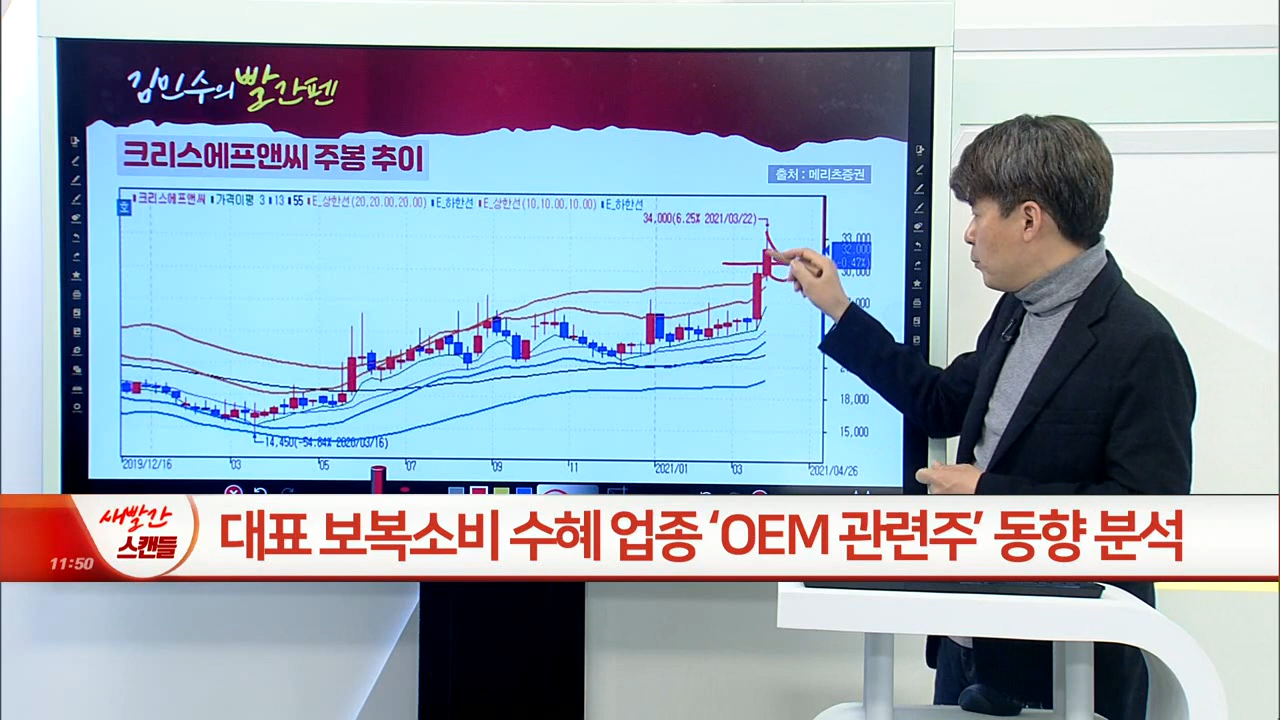 김민수의 빨간펜
크리스에프앤씨 주봉 추이
출처 : 메리츠증권
호
크리스에프앤씨 가격이평 3 13 55 E_상한선(20,20.00,20.00) E_하한선 E_상한선(10,10.00,10.00) E_하한선
34,000(6.25% 2021/03/22)
33,000
32,000
(-0.47%)
30,000
18,000
15,000
14,450(-54.84% 2020/03/16)
2019/12/16 03 05 07 09 11 2021/01 03 2021/04/26
새빨간
스캔들
11:50
대표 보복소비 수혜 업종 ‘OEM 관련주’ 동향 분석